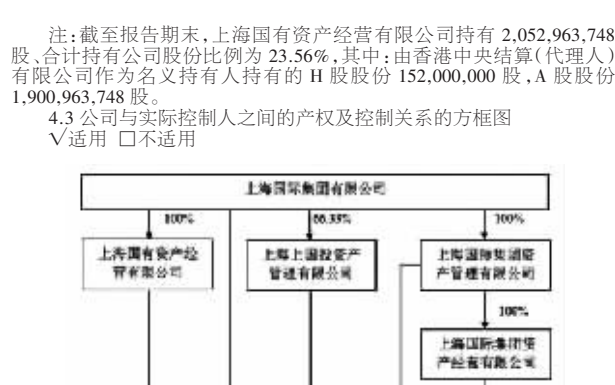 注：截至报告期末，上海国有资产经营有限公司持有 2,052,963,748
股、合计持有公司股份比例为 23.56%，其中：由香港中央结算（代理人）
有限公司作为名义持有人持有的 H 股股份 152,000,000 股，A 股股份
1,900,963,748 股。
4.3 公司与实际控制人之间的产权及控制关系的方框图
√适用 □不适用
上海国际集团有限公司
100%
66.33%
100%
上海国有资产经
营有限公司
上海上国投资产
管理有限公司
上海国际集团资
产管理有限公司
100%
上海国际集团资
产经营有限公司